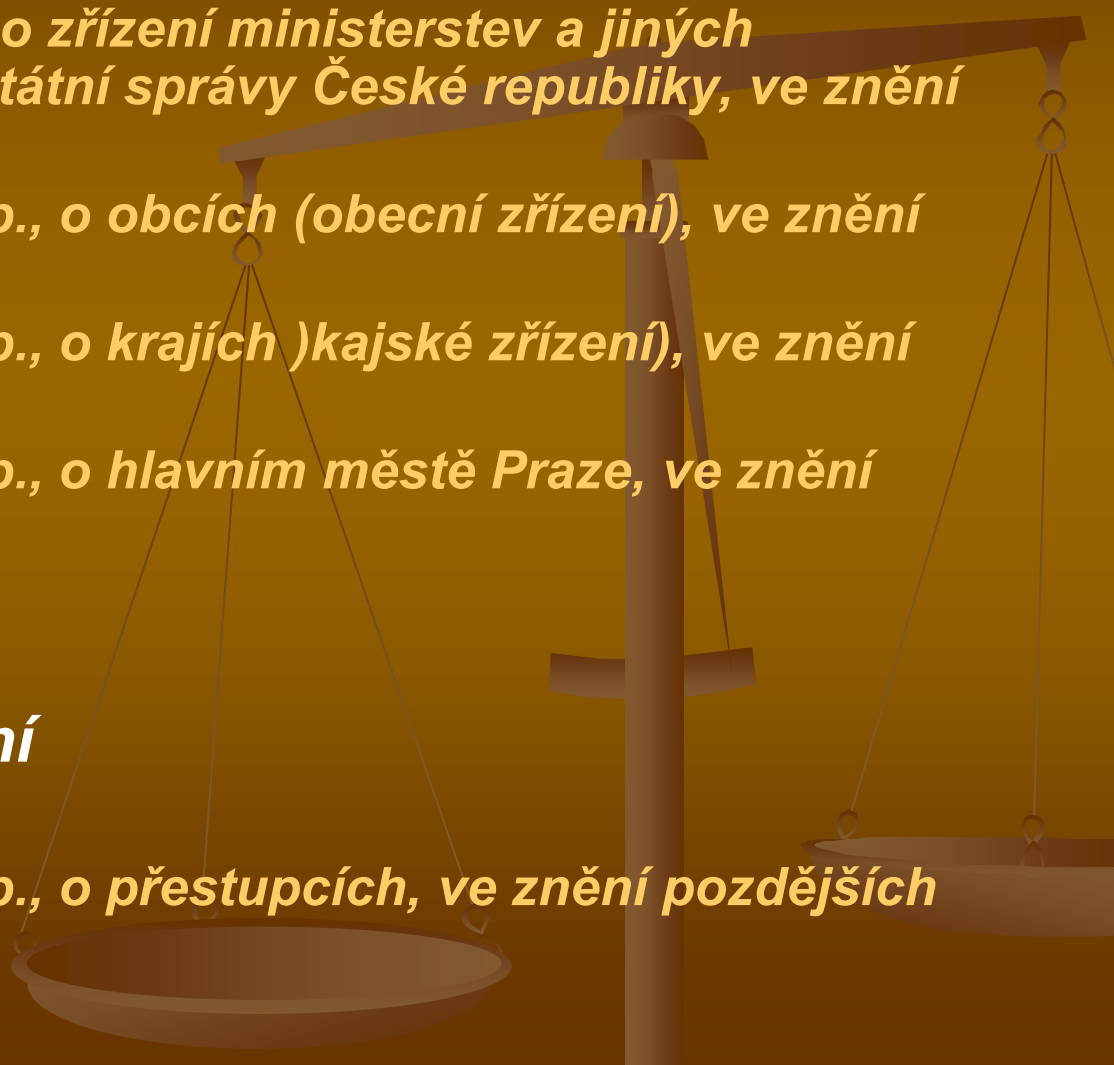 o zřízení ministerstev a jiných
tátní správy České republiky, ve znění
b., o obcích (obecní zřízení), ve znění
b., o krajích )kajské zřízení), ve znění
b., o hlavním městě Praze, ve znění
ní
b., o přestupcích, ve znění pozdějších